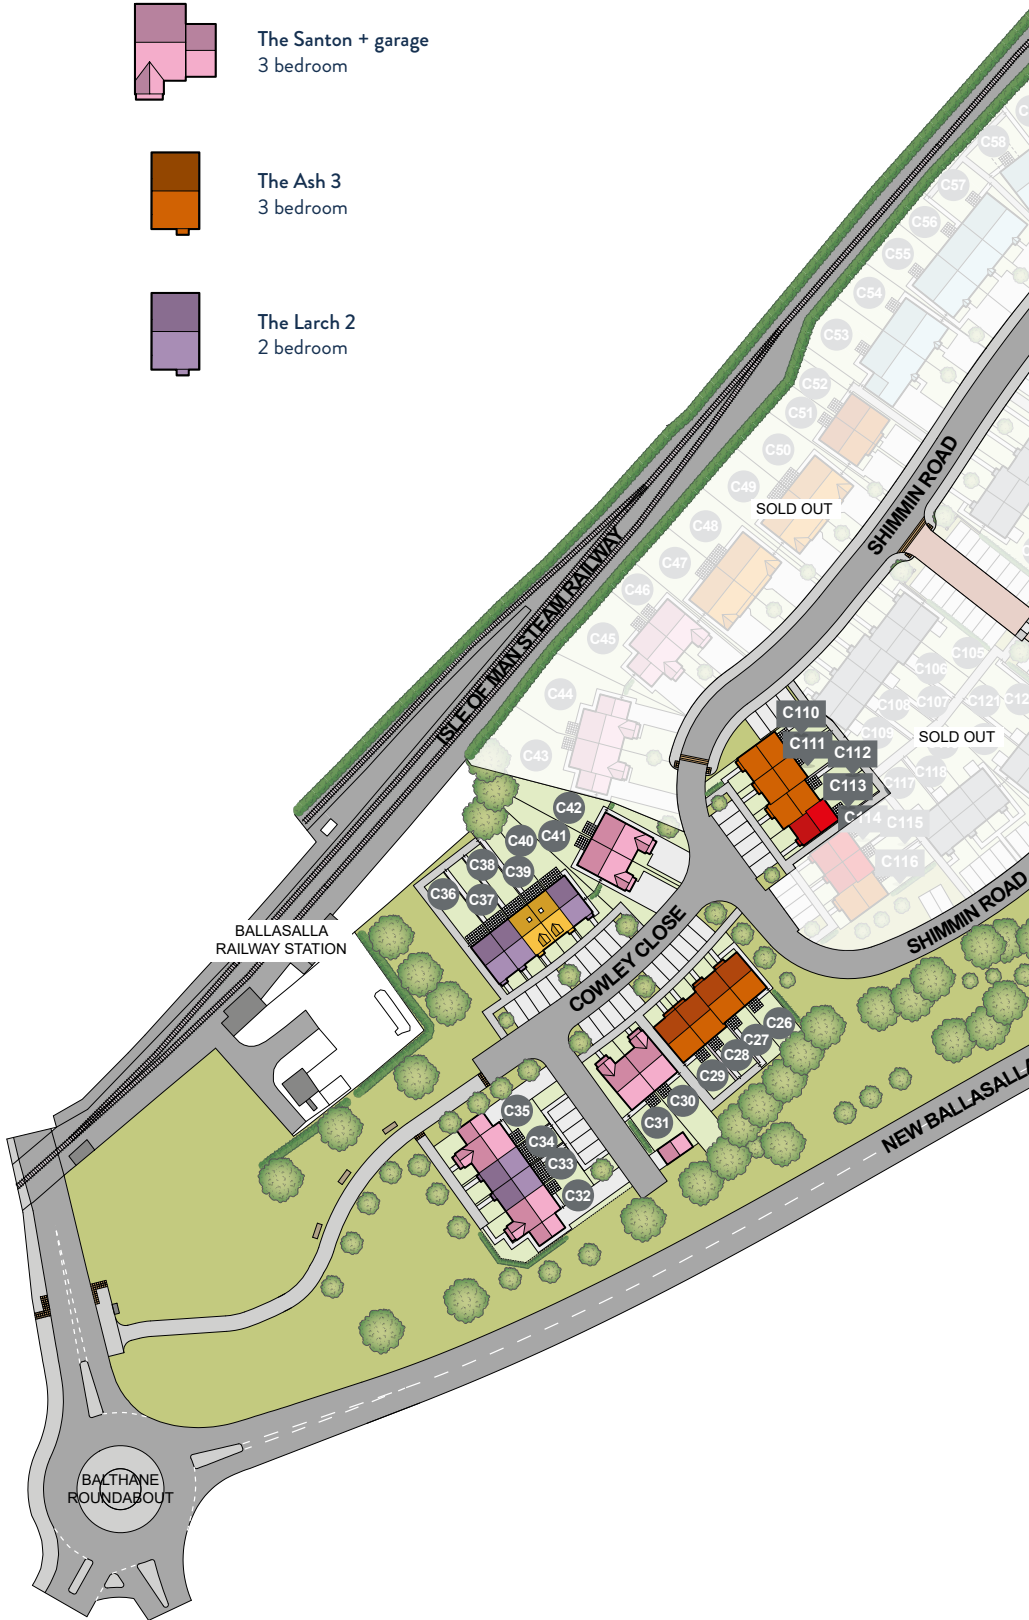 The Santon + garage
3 bedroom
The Ash 3
3 bedroom
The Larch 2
2 bedroom
C58
C57
C56
C55
C54
C53
C52
C51
C50
C49
SOLD OUT
C48
C47
C46
C45
C44
C43
SHIMMIN ROAD
ISLE OF MAN STEAM RAILWAY
C105
C106
C107
C108
C109
C121
SOLD OUT
C110
C111
C112
C113
C114
C115
C116
C117
C118
C42
C41
C40
C39
C38
C37
C36
BALLASALLA
RAILWAY STATION
COWLEY CLOSE
SHIMMIN ROAD
C26
C27
C28
C29
C30
C31
C35
C34
C33
C32
NEW BALLASALLA
BALTHANE
ROUNDABOUT